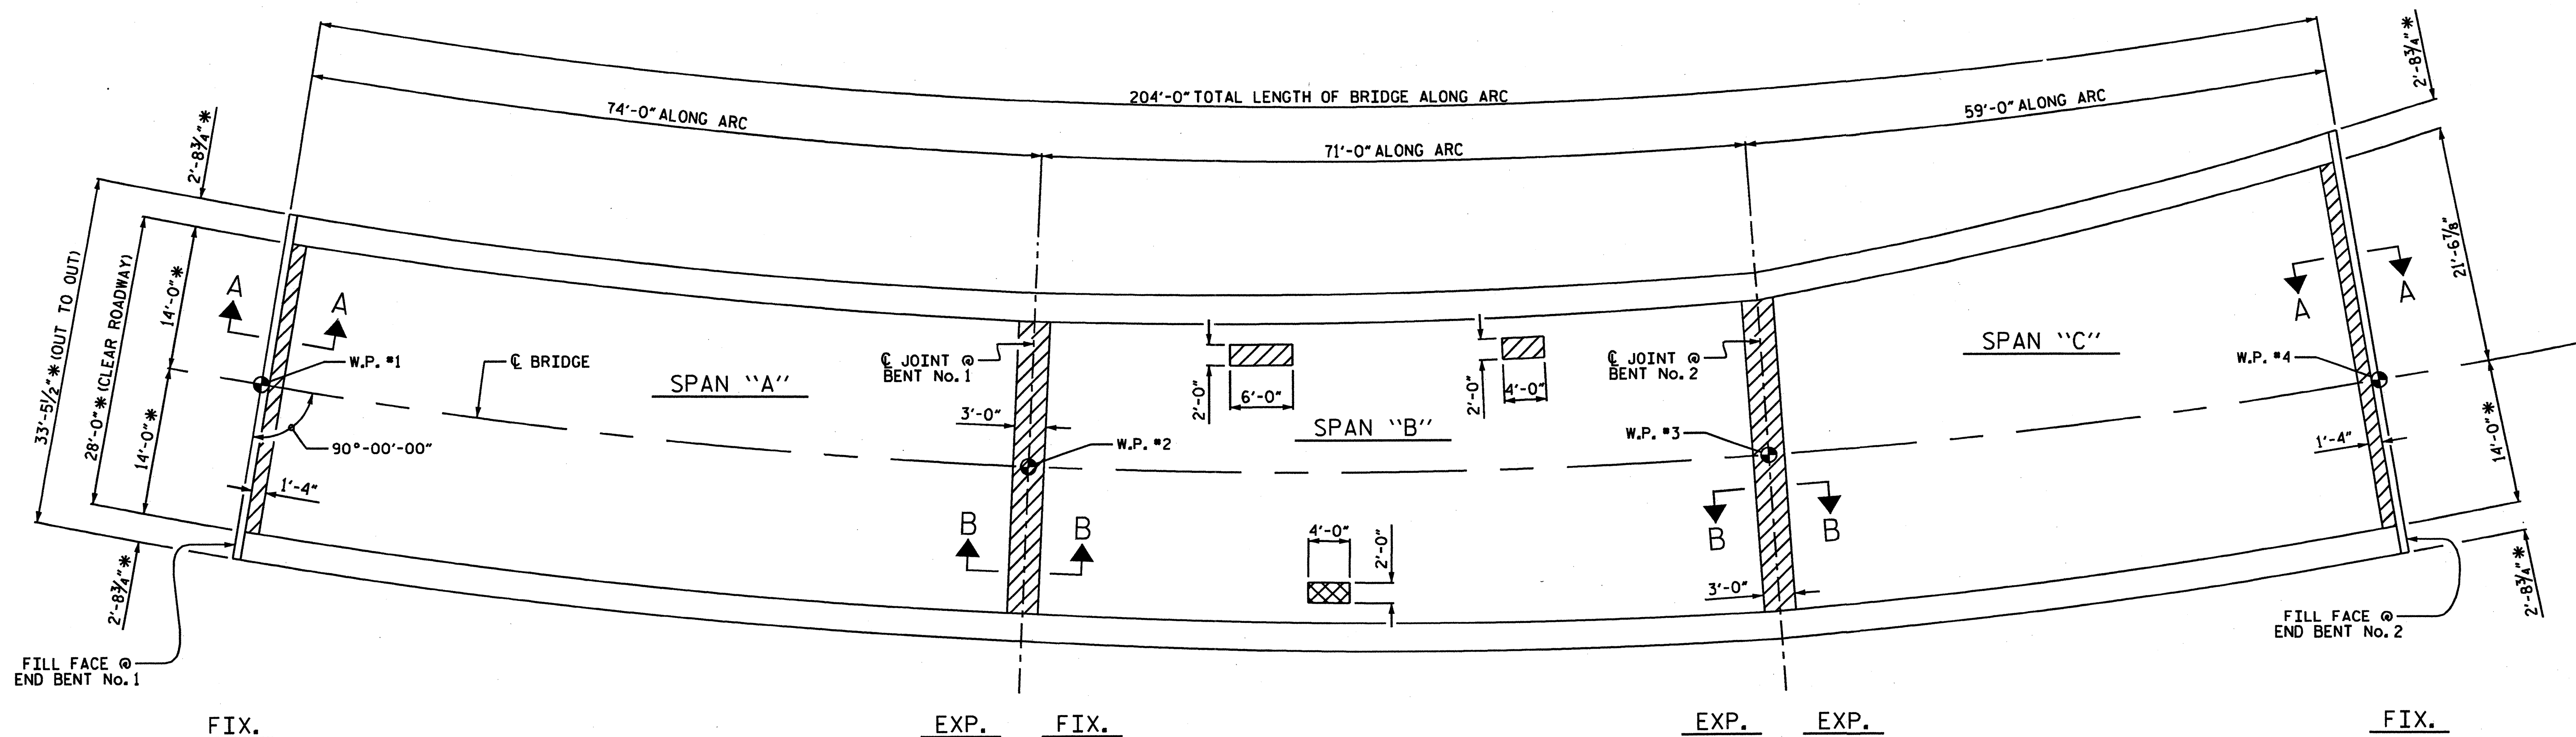 204'-0" TOTAL LENGTH OF BRIDGE ALONG ARC
74'-0" ALONG ARC
71'-0" ALONG ARC
59'-0" ALONG ARC
2'-8¾"*
2'-8¾"*
33'-5½"* (OUT TO OUT)
28'-0"* (CLEAR ROADWAY)
14'-0"*
14'-0"*
2'-8¾"*
A
A
W.P. #1
90°-00'-00"
1'-4"
FILL FACE @
END BENT No. 1
℄ BRIDGE
SPAN "A"
℄ JOINT @
BENT No. 1
3'-0"
W.P. #2
B
B
2'-0"
6'-0"
2'-0"
4'-0"
SPAN "B"
4'-0"
2'-0"
℄ JOINT @
BENT No. 2
W.P. #3
B
B
3'-0"
SPAN "C"
W.P. #4
A
A
1'-4"
21'-6⅞"
14'-0"*
2'-8¾"*
FILL FACE @
END BENT No. 2
FIX.
EXP.
FIX.
EXP.
EXP.
FIX.